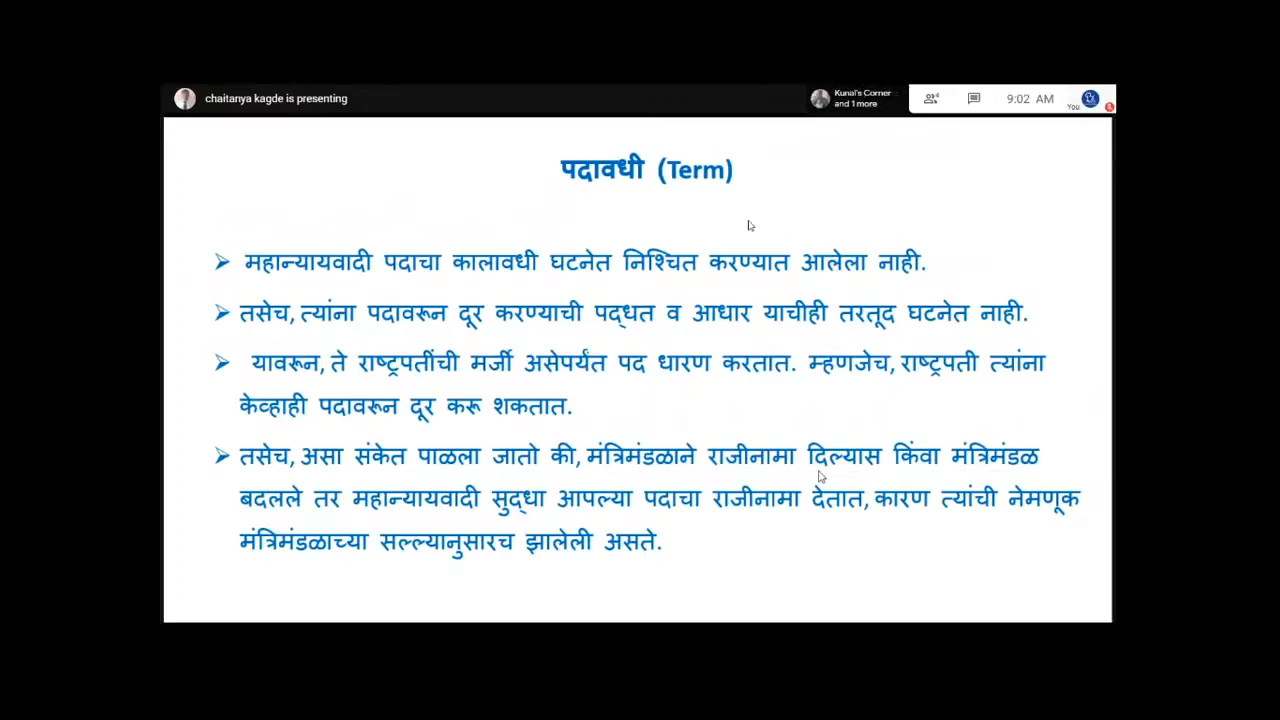 chaitanya kagde is presenting
Kunal's Corner
and 1 more
9:02 AM
You
पदावधी (Term)
महान्यायवादी पदाचा कालावधी घटनेत निश्चित करण्यात आलेला नाही.
तसेच, त्यांना पदावरून दूर करण्याची पद्धत व आधार याचीही तरतूद घटनेत नाही.
यावरून, ते राष्ट्रपतींची मर्जी असेपर्यंत पद धारण करतात. म्हणजेच, राष्ट्रपती त्यांना
केव्हाही पदावरून दूर करू शकतात.
तसेच, असा संकेत पाळला जातो की, मंत्रिमंडळाने राजीनामा दिल्यास किंवा मंत्रिमंडळ
बदलले तर महान्यायवादी सुद्धा आपल्या पदाचा राजीनामा देतात, कारण त्यांची नेमणूक
मंत्रिमंडळाच्या सल्ल्यानुसारच झालेली असते.